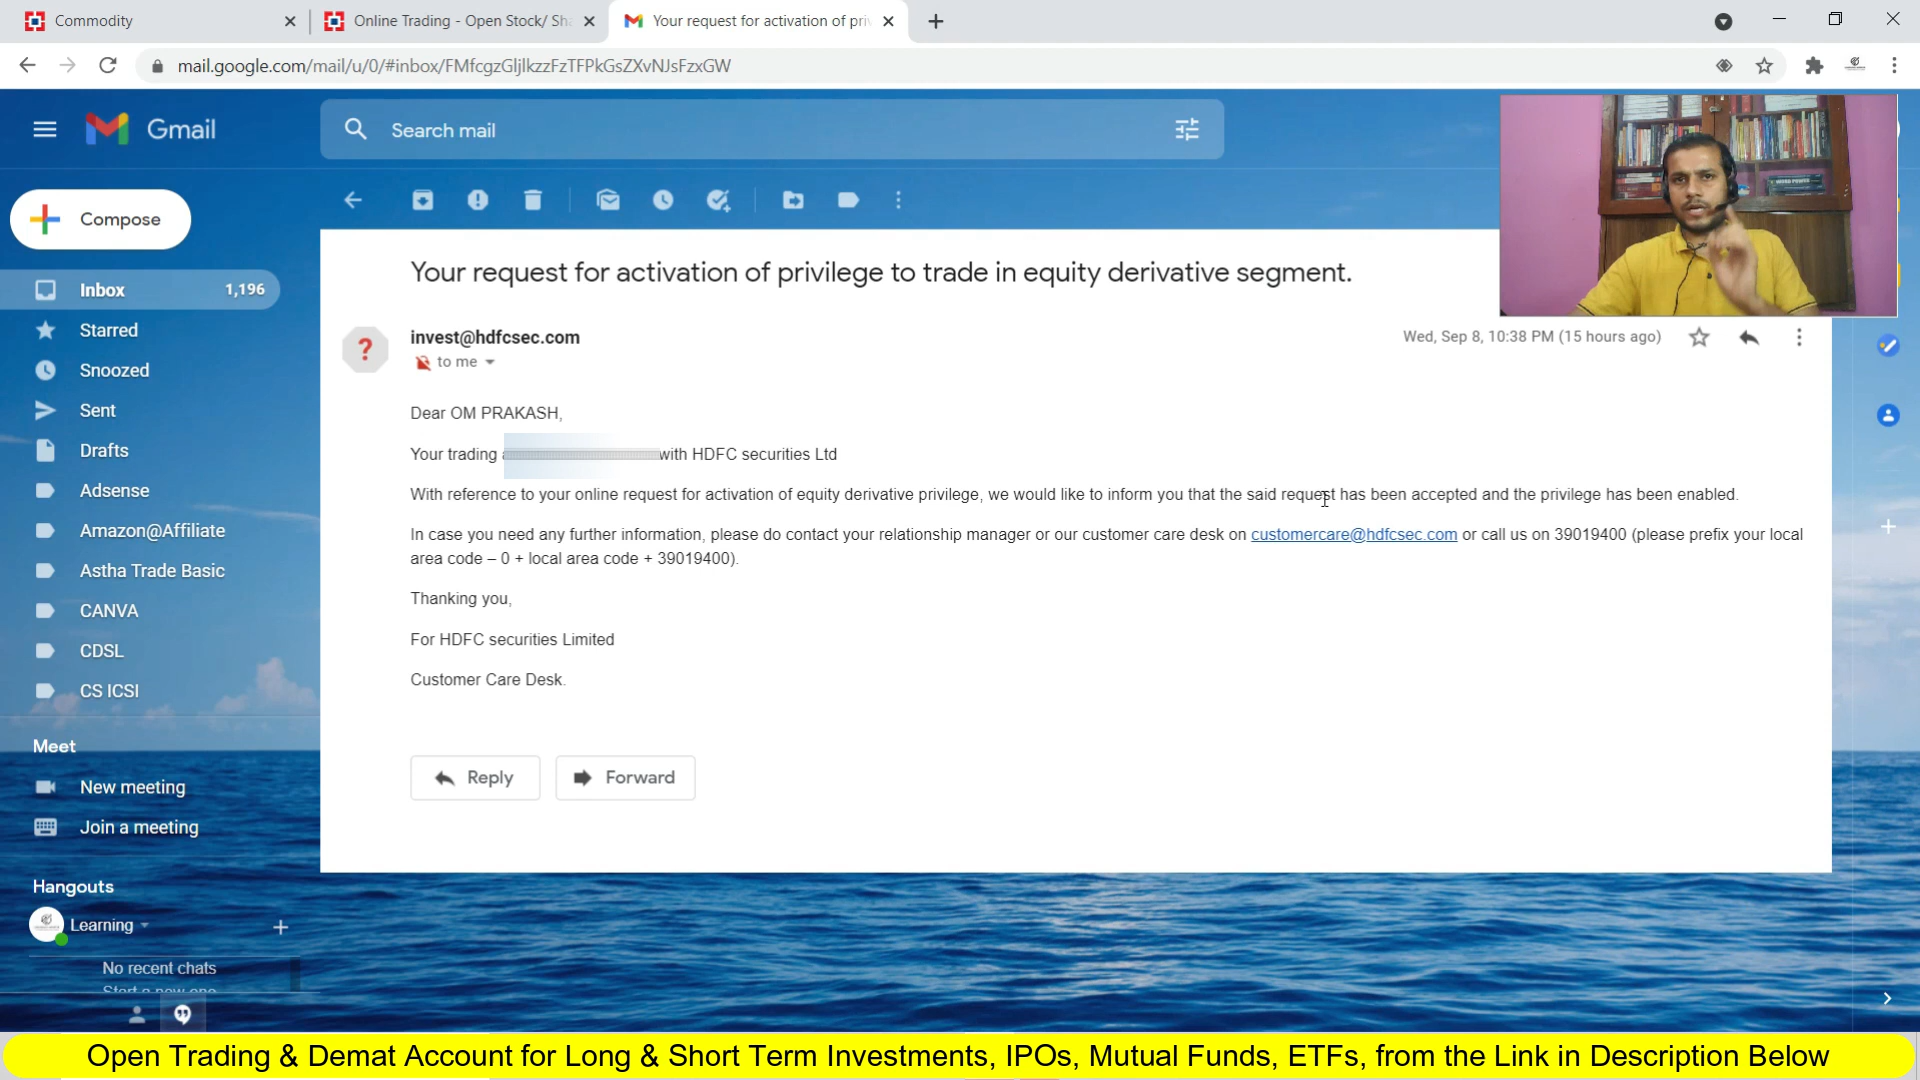 Commodity
Online Trading - Open Stock/ Sh
Your request for activation of pri
mail.google.com/mail/u/0/#inbox/FMfcgzGljlkzzFzTFPkGsZXvNJsFzxGW
Gmail
Search mail
Compose
Your request for activation of privilege to trade in equity derivative segment.
Inbox 1,196
Starred
Snoozed
Sent
Drafts
Adsense
Amazon@Affiliate
Astha Trade Basic
CANVA
CDSL
CS ICSI
invest@hdfcsec.com
Wed, Sep 8, 10:38 PM (15 hours ago)
to me
Dear OM PRAKASH,
Your trading with HDFC securities Ltd
With reference to your online request for activation of equity derivative privilege, we would like to inform you that the said request has been accepted and the privilege has been enabled.
In case you need any further information, please do contact your relationship manager or our customer care desk on customercare@hdfcsec.com or call us on 39019400 (please prefix your local
area code – 0 + local area code + 39019400).
Thanking you,
For HDFC securities Limited
Customer Care Desk.
Reply
Forward
Meet
New meeting
Join a meeting
Hangouts
Learning
No recent chats
Start a new one
Open Trading & Demat Account for Long & Short Term Investments, IPOs, Mutual Funds, ETFs, from the Link in Description Below